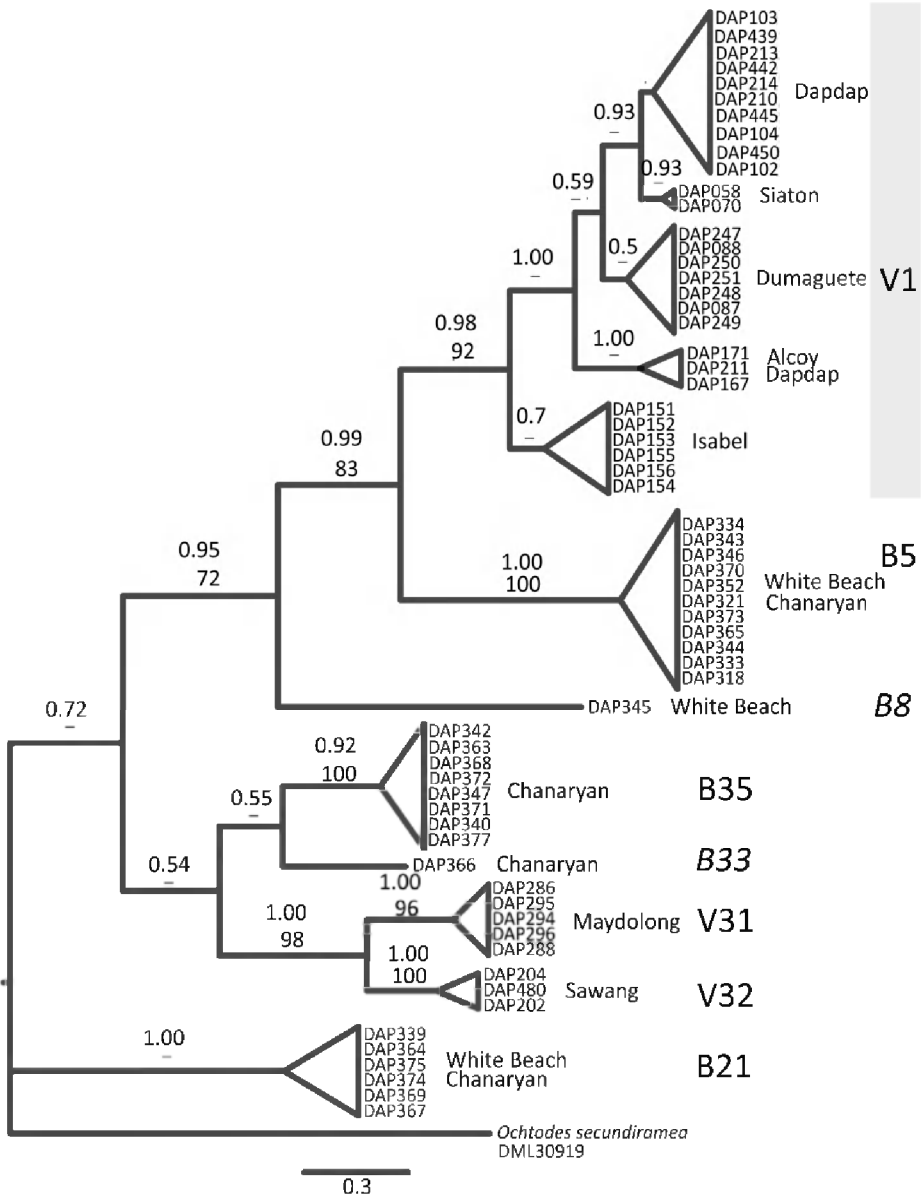 DAP103
DAP439
DAP213
DAP442
DAP214
DAP210
DAP445
DAP104
DAP450
DAP102
Dapdap
0.93
–
0.93
–
DAP058
DAP070
Siaton
0.59
–
0.5
–
DAP247
DAP088
DAP250
DAP251
DAP248
DAP087
DAP249
Dumaguete
V1
1.00
–
1.00
–
DAP171
DAP211
DAP167
Alcoy
Dapdap
0.98
92
0.7
–
DAP151
DAP152
DAP153
DAP155
DAP156
DAP154
Isabel
0.99
83
1.00
100
DAP334
DAP343
DAP346
DAP370
DAP352
DAP321
DAP373
DAP365
DAP344
DAP333
DAP318
White Beach
Chanaryan
B5
0.95
72
DAP345 White Beach
B8
0.72
–
0.92
100
DAP342
DAP363
DAP368
DAP372
DAP347
DAP371
DAP340
DAP377
Chanaryan
B35
0.55
–
DAP366 Chanaryan
B33
0.54
–
1.00
96
DAP286
DAP295
DAP294
DAP296
DAP288
Maydolong
V31
1.00
98
1.00
100
DAP204
DAP480
DAP202
Sawang
V32
1.00
–
DAP339
DAP364
DAP375
DAP374
DAP369
DAP367
White Beach
Chanaryan
B21
Ochtodes secundiramea
DML30919
0.3